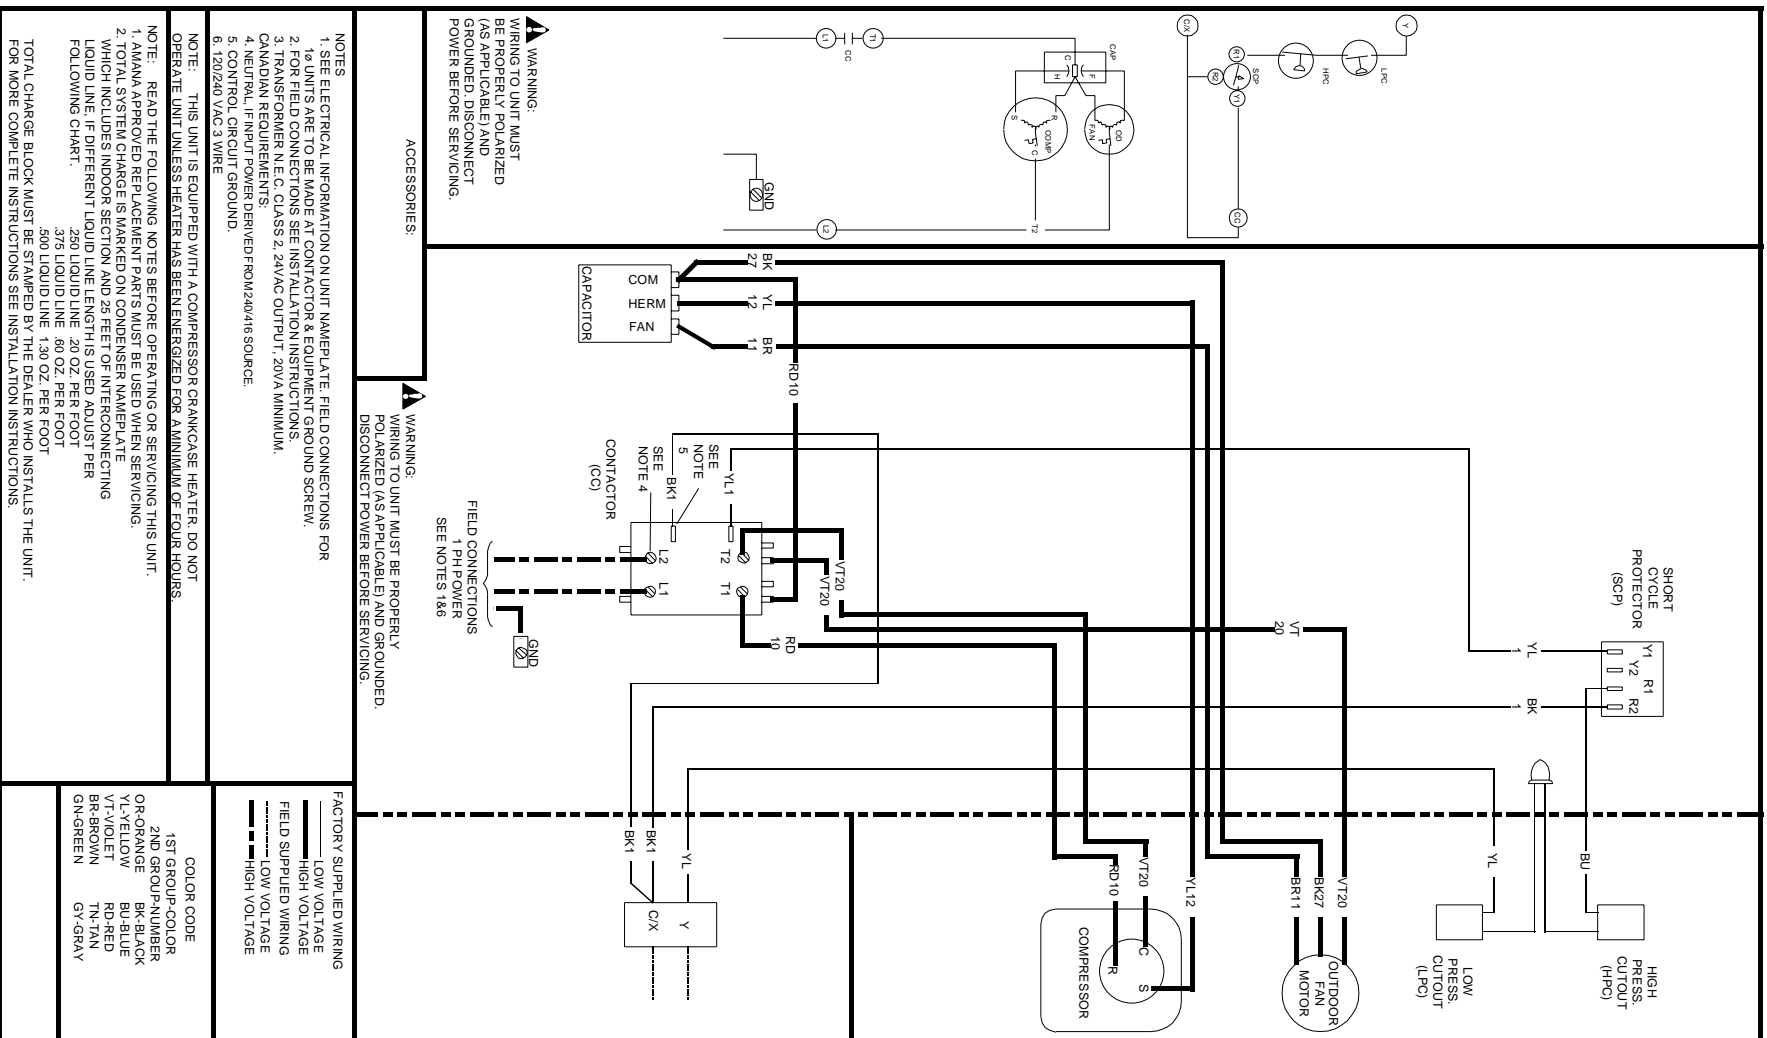 Y
C/X
R1
R2
SCP
Y1
HPC
LPC
CC
L1
CC
T1
CAP
C
H
F
S
R
COMP
C
OD
FAN
T2
L2
GND
WARNING:
WIRING TO UNIT MUST
BE PROPERLY POLARIZED
(AS APPLICABLE) AND
GROUNDED. DISCONNECT
POWER BEFORE SERVICING.
ACCESSORIES:
CAPACITOR
COM
HERM
FAN
BK
27
YL
12
BR
11
RD10
CONTACTOR
(CC)
SEE
NOTE 4
BK1
SEE
NOTE
5
YL1
L2
T2
L1
T1
VT20
VT20
RD
10
VT
20
FIELD CONNECTIONS
1 PH POWER
SEE NOTES 1&6
GND
WARNING:
WIRING TO UNIT MUST BE PROPERLY
POLARIZED (AS APPLICABLE) AND GROUNDED.
DISCONNECT POWER BEFORE SERVICING.
SHORT
CYCLE
PROTECTOR
(SCP)
Y1
Y2
R1
R2
YL
1
BK
1
BU
YL
HIGH
PRESS.
CUTOUT
(HPC)
LOW
PRESS.
CUTOUT
(LPC)
BK1
BK1
YL
C/X
Y
RD10
VT20
YL12
BR11
BK27
VT20
COMPRESSOR
C
R
S
OUTDOOR
FAN
MOTOR
NOTES
1. SEE ELECTRICAL INFORMATION ON UNIT NAMEPLATE. FIELD CONNECTIONS FOR
1ø UNITS ARE TO BE MADE AT CONTACTOR & EQUIPMENT GROUND SCREW.
2. FOR FIELD CONNECTIONS SEE INSTALLATION INSTRUCTIONS.
3. TRANSFORMER N.E.C. CLASS 2, 24VAC OUTPUT, 20VA MINIMUM.
CANADIAN REQUIREMENTS:
4. NEUTRAL, IF INPUT POWER DERIVED FROM 240/416 SOURCE.
5. CONTROL CIRCUIT GROUND.
6. 120/240 VAC 3 WIRE
NOTE: THIS UNIT IS EQUIPPED WITH A COMPRESSOR CRANKCASE HEATER. DO NOT
OPERATE UNIT UNLESS HEATER HAS BEEN ENERGIZED FOR A MINIMUM OF FOUR HOURS.
NOTE: READ THE FOLLOWING NOTES BEFORE OPERATING OR SERVICING THIS UNIT.
1. AMANA APPROVED REPLACEMENT PARTS MUST BE USED WHEN SERVICING.
2. TOTAL SYSTEM CHARGE IS MARKED ON CONDENSER NAMEPLATE
WHICH INCLUDES INDOOR SECTION AND 25 FEET OF INTERCONNECTING
LIQUID LINE, IF DIFFERENT LIQUID LINE LENGTH IS USED ADJUST PER
FOLLOWING CHART.
.250 LIQUID LINE .20 OZ. PER FOOT
.375 LIQUID LINE .60 OZ. PER FOOT
.500 LIQUID LINE 1.30 OZ. PER FOOT
TOTAL CHARGE BLOCK MUST BE STAMPED BY THE DEALER WHO INSTALLS THE UNIT.
FOR MORE COMPLETE INSTRUCTIONS SEE INSTALLATION INSTRUCTIONS.
FACTORY SUPPLIED WIRING
LOW VOLTAGE
HIGH VOLTAGE
FIELD SUPPLIED WIRING
LOW VOLTAGE
HIGH VOLTAGE
COLOR CODE
1ST GROUP-COLOR
2ND GROUP-NUMBER
OR-ORANGE BK-BLACK
YL-YELLOW BU-BLUE
VT-VIOLET RD-RED
BR-BROWN TN-TAN
GN-GREEN GY-GRAY